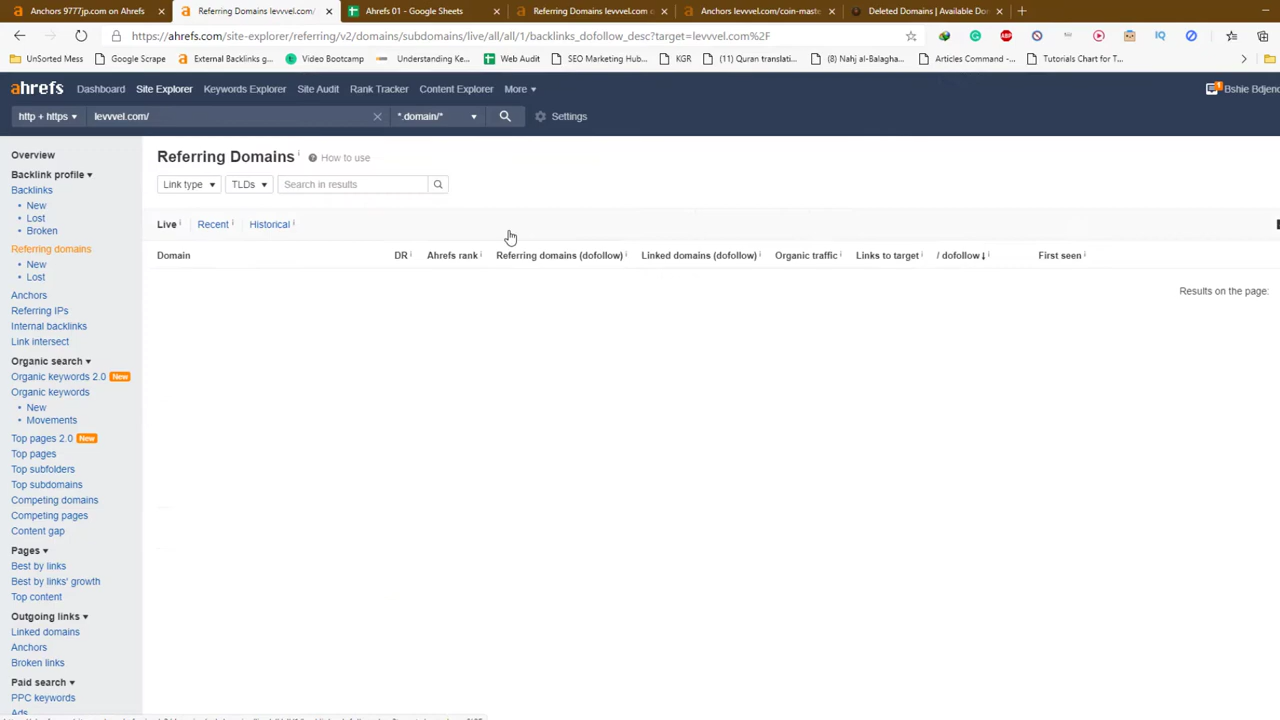 Anchors 9777jp.com on Ahrefs
Referring Domains levvvel.com/
Ahrefs 01 - Google Sheets
Referring Domains levvvel.com o
Anchors levvvel.com/coin-maste
Deleted Domains | Available Do
https://ahrefs.com/site-explorer/referring/v2/domains/subdomains/live/all/all/1/backlinks_dofollow_desc?target=levvvel.com%2F
UnSorted Mess
Google Scrape
External Backlinks g...
Video Bootcamp
Understanding Ke...
Web Audit
SEO Marketing Hub...
KGR
(11) Quran translati...
(8) Nahj al-Balagha...
Articles Command -...
Tutorials Chart for T...
ahrefs
Dashboard
Site Explorer
Keywords Explorer
Site Audit
Rank Tracker
Content Explorer
More
Bshie Bdjend
http + https
levvvel.com/
*.domain/*
Settings
Overview
Backlink profile
Backlinks
• New
• Lost
• Broken
Referring domains
• New
• Lost
Anchors
Referring IPs
Internal backlinks
Link intersect
Organic search
Organic keywords 2.0 New
Organic keywords
• New
• Movements
Top pages 2.0 New
Top pages
Top subfolders
Top subdomains
Competing domains
Competing pages
Content gap
Pages
Best by links
Best by links' growth
Top content
Outgoing links
Linked domains
Anchors
Broken links
Paid search
PPC keywords
Ads
Referring Domains
How to use
Link type
TLDs
Search in results
Live
Recent
Historical
Domain
DR
Ahrefs rank
Referring domains (dofollow)
Linked domains (dofollow)
Organic traffic
Links to target
/ dofollow↓
First seen
Results on the page: